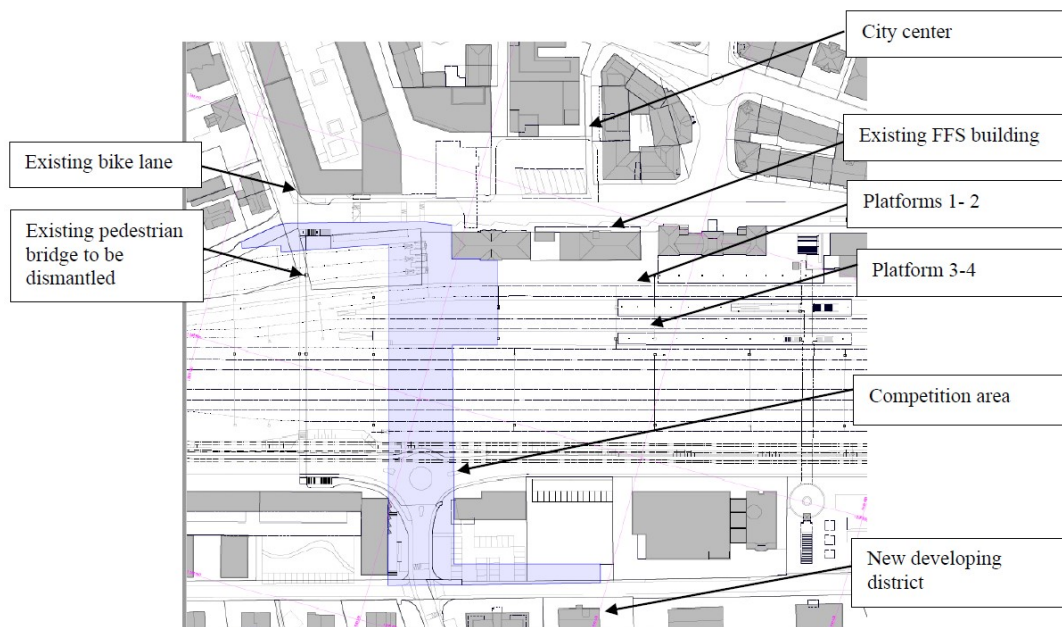 City center
Existing FFS building
Existing bike lane
Platforms 1- 2
Existing pedestrian
bridge to be
dismantled
Platform 3-4
Competition area
New developing
district